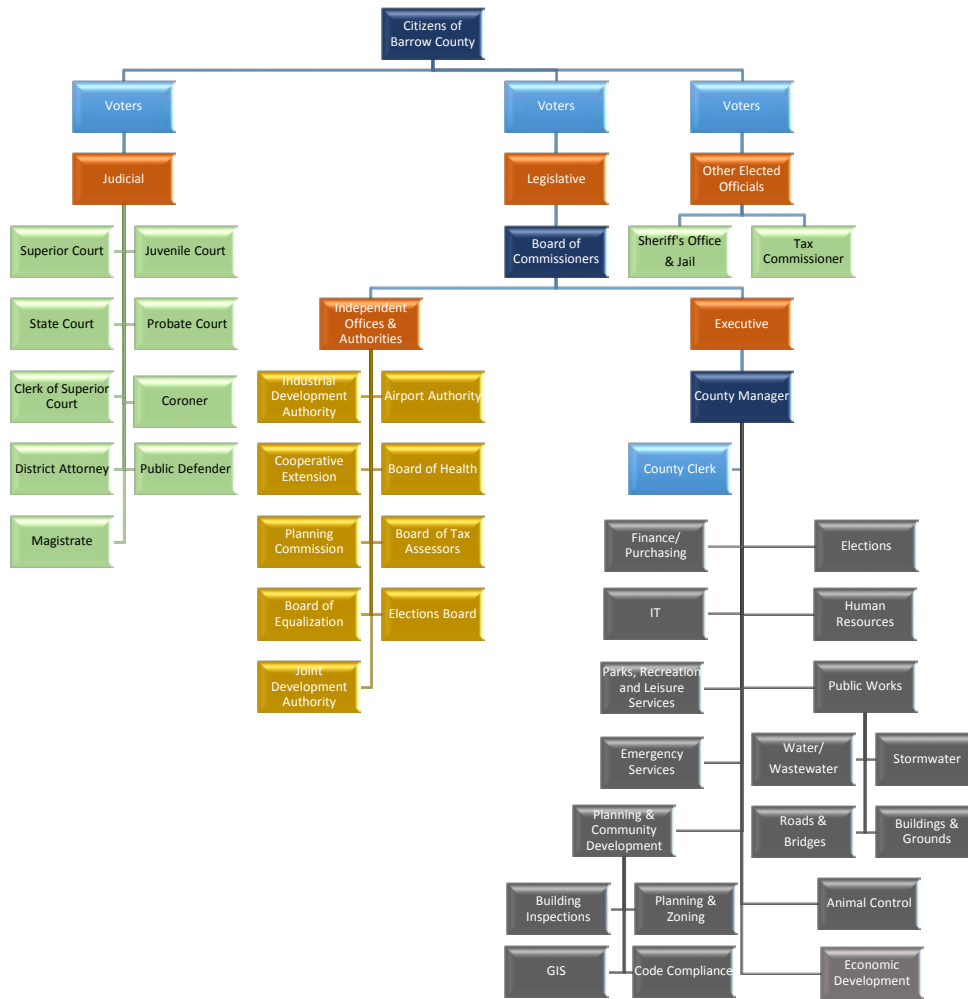 Citizens of
Barrow County
Voters
Voters
Voters
Judicial
Legislative
Other Elected
Officials
Superior Court
Juvenile Court
Board of
Commissioners
Sheriff's Office
& Jail
Tax
Commissioner
State Court
Probate Court
Independent
Offices &
Authorities
Executive
Clerk of Superior
Court
Coroner
Industrial
Development
Authority
Airport Authority
County Manager
District Attorney
Public Defender
Cooperative
Extension
Board of Health
County Clerk
Magistrate
Planning
Commission
Board of Tax
Assessors
Finance/
Purchasing
Elections
Board of
Equalization
Elections Board
IT
Human
Resources
Joint
Development
Authority
Parks, Recreation
and Leisure
Services
Public Works
Emergency
Services
Water/
Wastewater
Stormwater
Planning &
Community
Development
Roads &
Bridges
Buildings &
Grounds
Building
Inspections
Planning &
Zoning
Animal Control
GIS
Code Compliance
Economic
Development